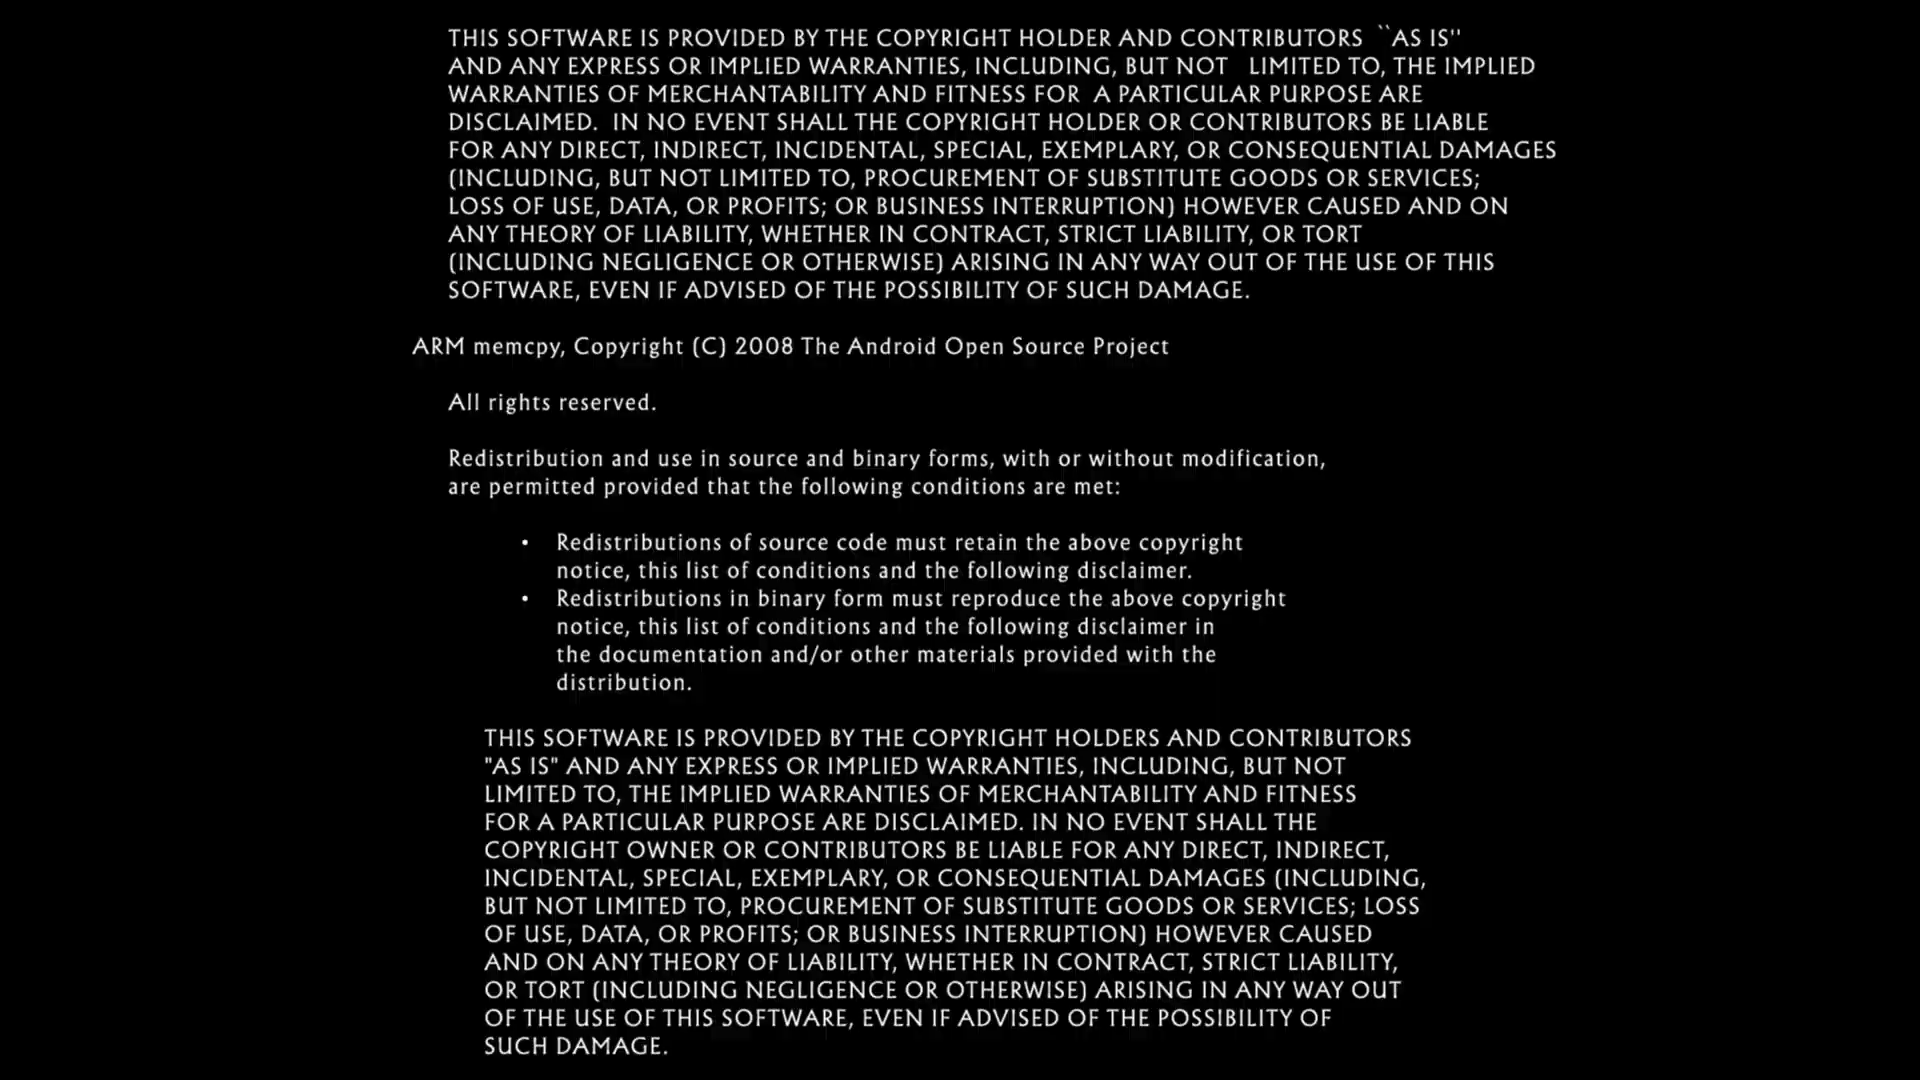 THIS SOFTWARE IS PROVIDED BY THE COPYRIGHT HOLDER AND CONTRIBUTORS  ``AS IS''
AND ANY EXPRESS OR IMPLIED WARRANTIES, INCLUDING, BUT NOT   LIMITED TO, THE IMPLIED
WARRANTIES OF MERCHANTABILITY AND FITNESS FOR  A PARTICULAR PURPOSE ARE
DISCLAIMED.  IN NO EVENT SHALL THE COPYRIGHT HOLDER OR CONTRIBUTORS BE LIABLE
FOR ANY DIRECT, INDIRECT, INCIDENTAL, SPECIAL, EXEMPLARY, OR CONSEQUENTIAL DAMAGES
(INCLUDING, BUT NOT LIMITED TO, PROCUREMENT OF SUBSTITUTE GOODS OR SERVICES;
LOSS OF USE, DATA, OR PROFITS; OR BUSINESS INTERRUPTION) HOWEVER CAUSED AND ON
ANY THEORY OF LIABILITY, WHETHER IN CONTRACT, STRICT LIABILITY, OR TORT
(INCLUDING NEGLIGENCE OR OTHERWISE) ARISING IN ANY WAY OUT OF THE USE OF THIS
SOFTWARE, EVEN IF ADVISED OF THE POSSIBILITY OF SUCH DAMAGE.
ARM memcpy, Copyright (C) 2008 The Android Open Source Project
All rights reserved.
Redistribution and use in source and binary forms, with or without modification,
are permitted provided that the following conditions are met:
• Redistributions of source code must retain the above copyright
notice, this list of conditions and the following disclaimer.
• Redistributions in binary form must reproduce the above copyright
notice, this list of conditions and the following disclaimer in
the documentation and/or other materials provided with the
distribution.
THIS SOFTWARE IS PROVIDED BY THE COPYRIGHT HOLDERS AND CONTRIBUTORS
"AS IS" AND ANY EXPRESS OR IMPLIED WARRANTIES, INCLUDING, BUT NOT
LIMITED TO, THE IMPLIED WARRANTIES OF MERCHANTABILITY AND FITNESS
FOR A PARTICULAR PURPOSE ARE DISCLAIMED. IN NO EVENT SHALL THE
COPYRIGHT OWNER OR CONTRIBUTORS BE LIABLE FOR ANY DIRECT, INDIRECT,
INCIDENTAL, SPECIAL, EXEMPLARY, OR CONSEQUENTIAL DAMAGES (INCLUDING,
BUT NOT LIMITED TO, PROCUREMENT OF SUBSTITUTE GOODS OR SERVICES; LOSS
OF USE, DATA, OR PROFITS; OR BUSINESS INTERRUPTION) HOWEVER CAUSED
AND ON ANY THEORY OF LIABILITY, WHETHER IN CONTRACT, STRICT LIABILITY,
OR TORT (INCLUDING NEGLIGENCE OR OTHERWISE) ARISING IN ANY WAY OUT
OF THE USE OF THIS SOFTWARE, EVEN IF ADVISED OF THE POSSIBILITY OF
SUCH DAMAGE.